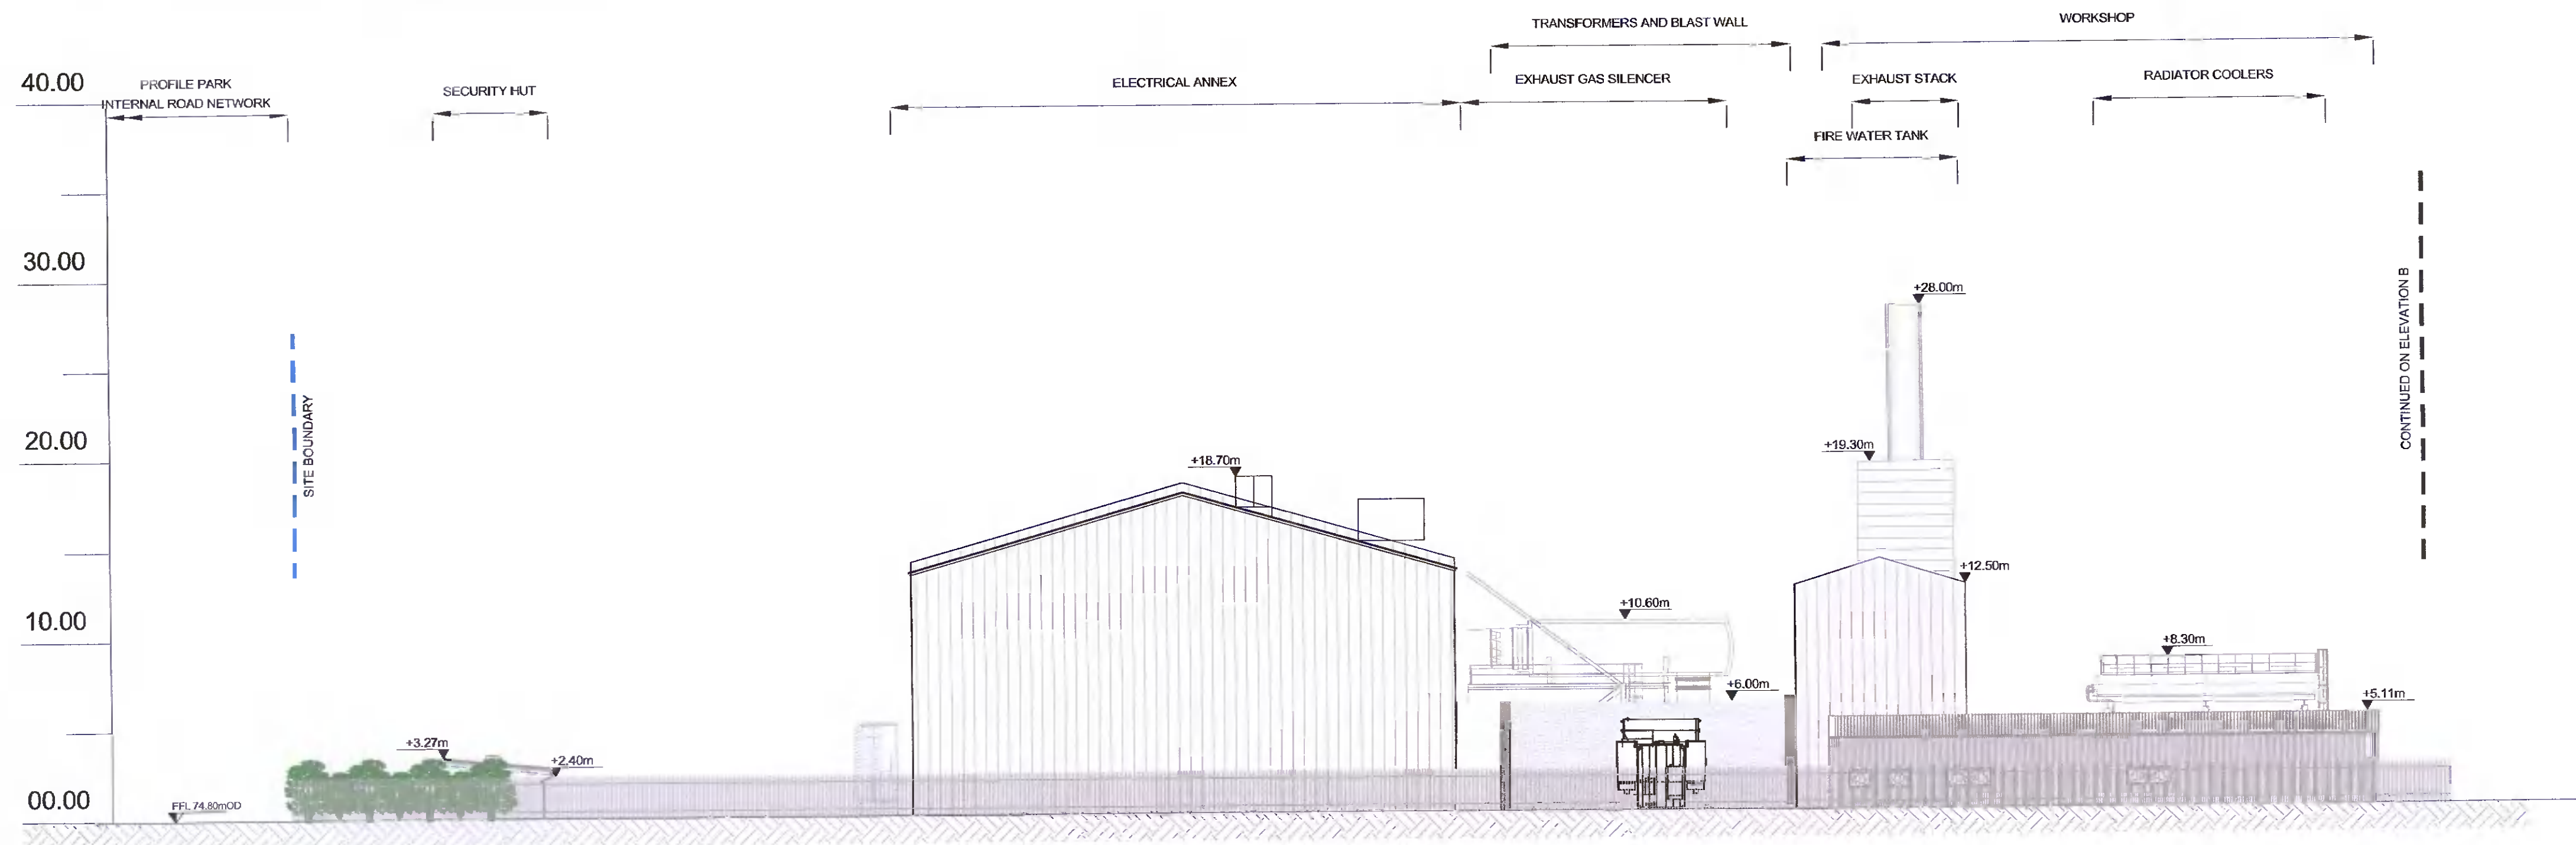 TRANSFORMERS AND BLAST WALL
WORKSHOP
40.00
PROFILE PARK
INTERNAL ROAD NETWORK
SECURITY HUT
ELECTRICAL ANNEX
EXHAUST GAS SILENCER
EXHAUST STACK
RADIATOR COOLERS
FIRE WATER TANK
30.00
+28.00m
CONTINUED ON ELEVATION B
SITE BOUNDARY
20.00
+19.30m
+18.70m
+12.50m
10.00
+10.60m
+8.30m
+6.00m
+5.11m
+3.27m
+2.40m
00.00
FFL 74.80mOD